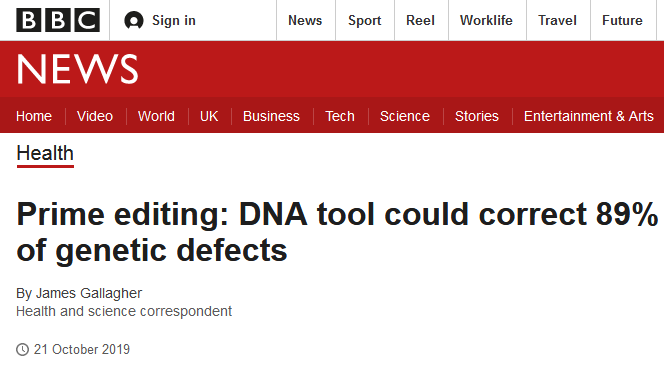 BBC Sign in News Sport Reel Worklife Travel Future
NEWS
Home Video World UK Business Tech Science Stories Entertainment & Arts
Health
Prime editing: DNA tool could correct 89%
of genetic defects
By James Gallagher
Health and science correspondent
21 October 2019